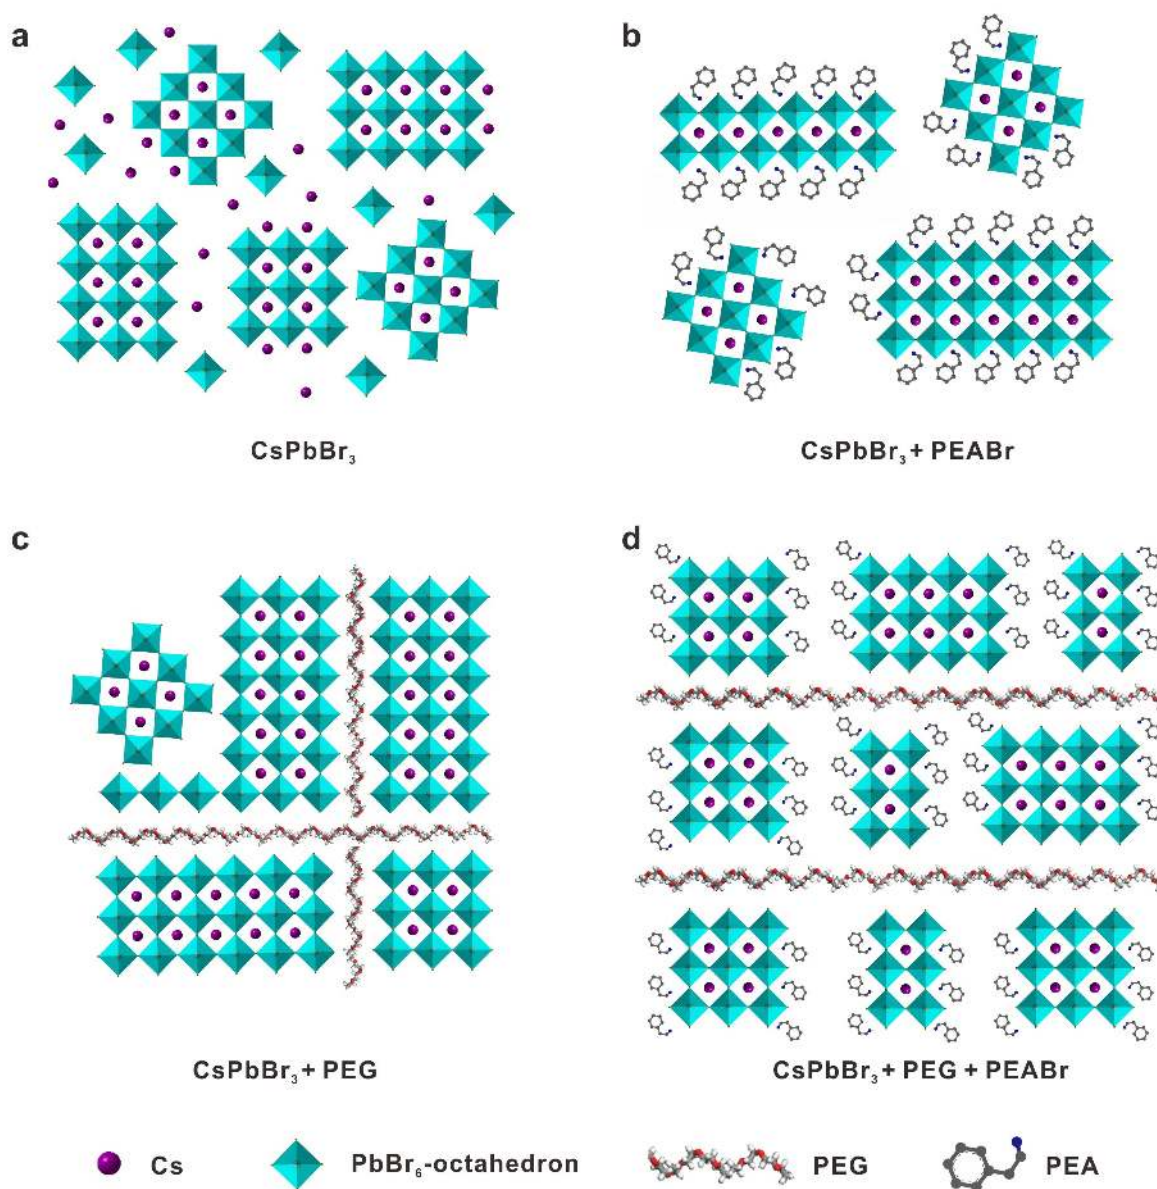 a
b
CsPbBr₃
CsPbBr₃ + PEABr
c
d
CsPbBr₃ + PEG
CsPbBr₃ + PEG + PEABr
Cs
PbBr₆-octahedron
PEG
PEA